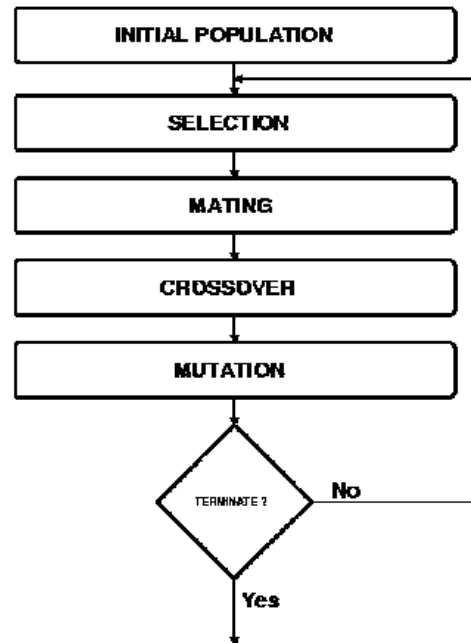 INITIAL POPULATION
SELECTION
MATING
CROSSOVER
MUTATION
TERMINATE ?
No
Yes